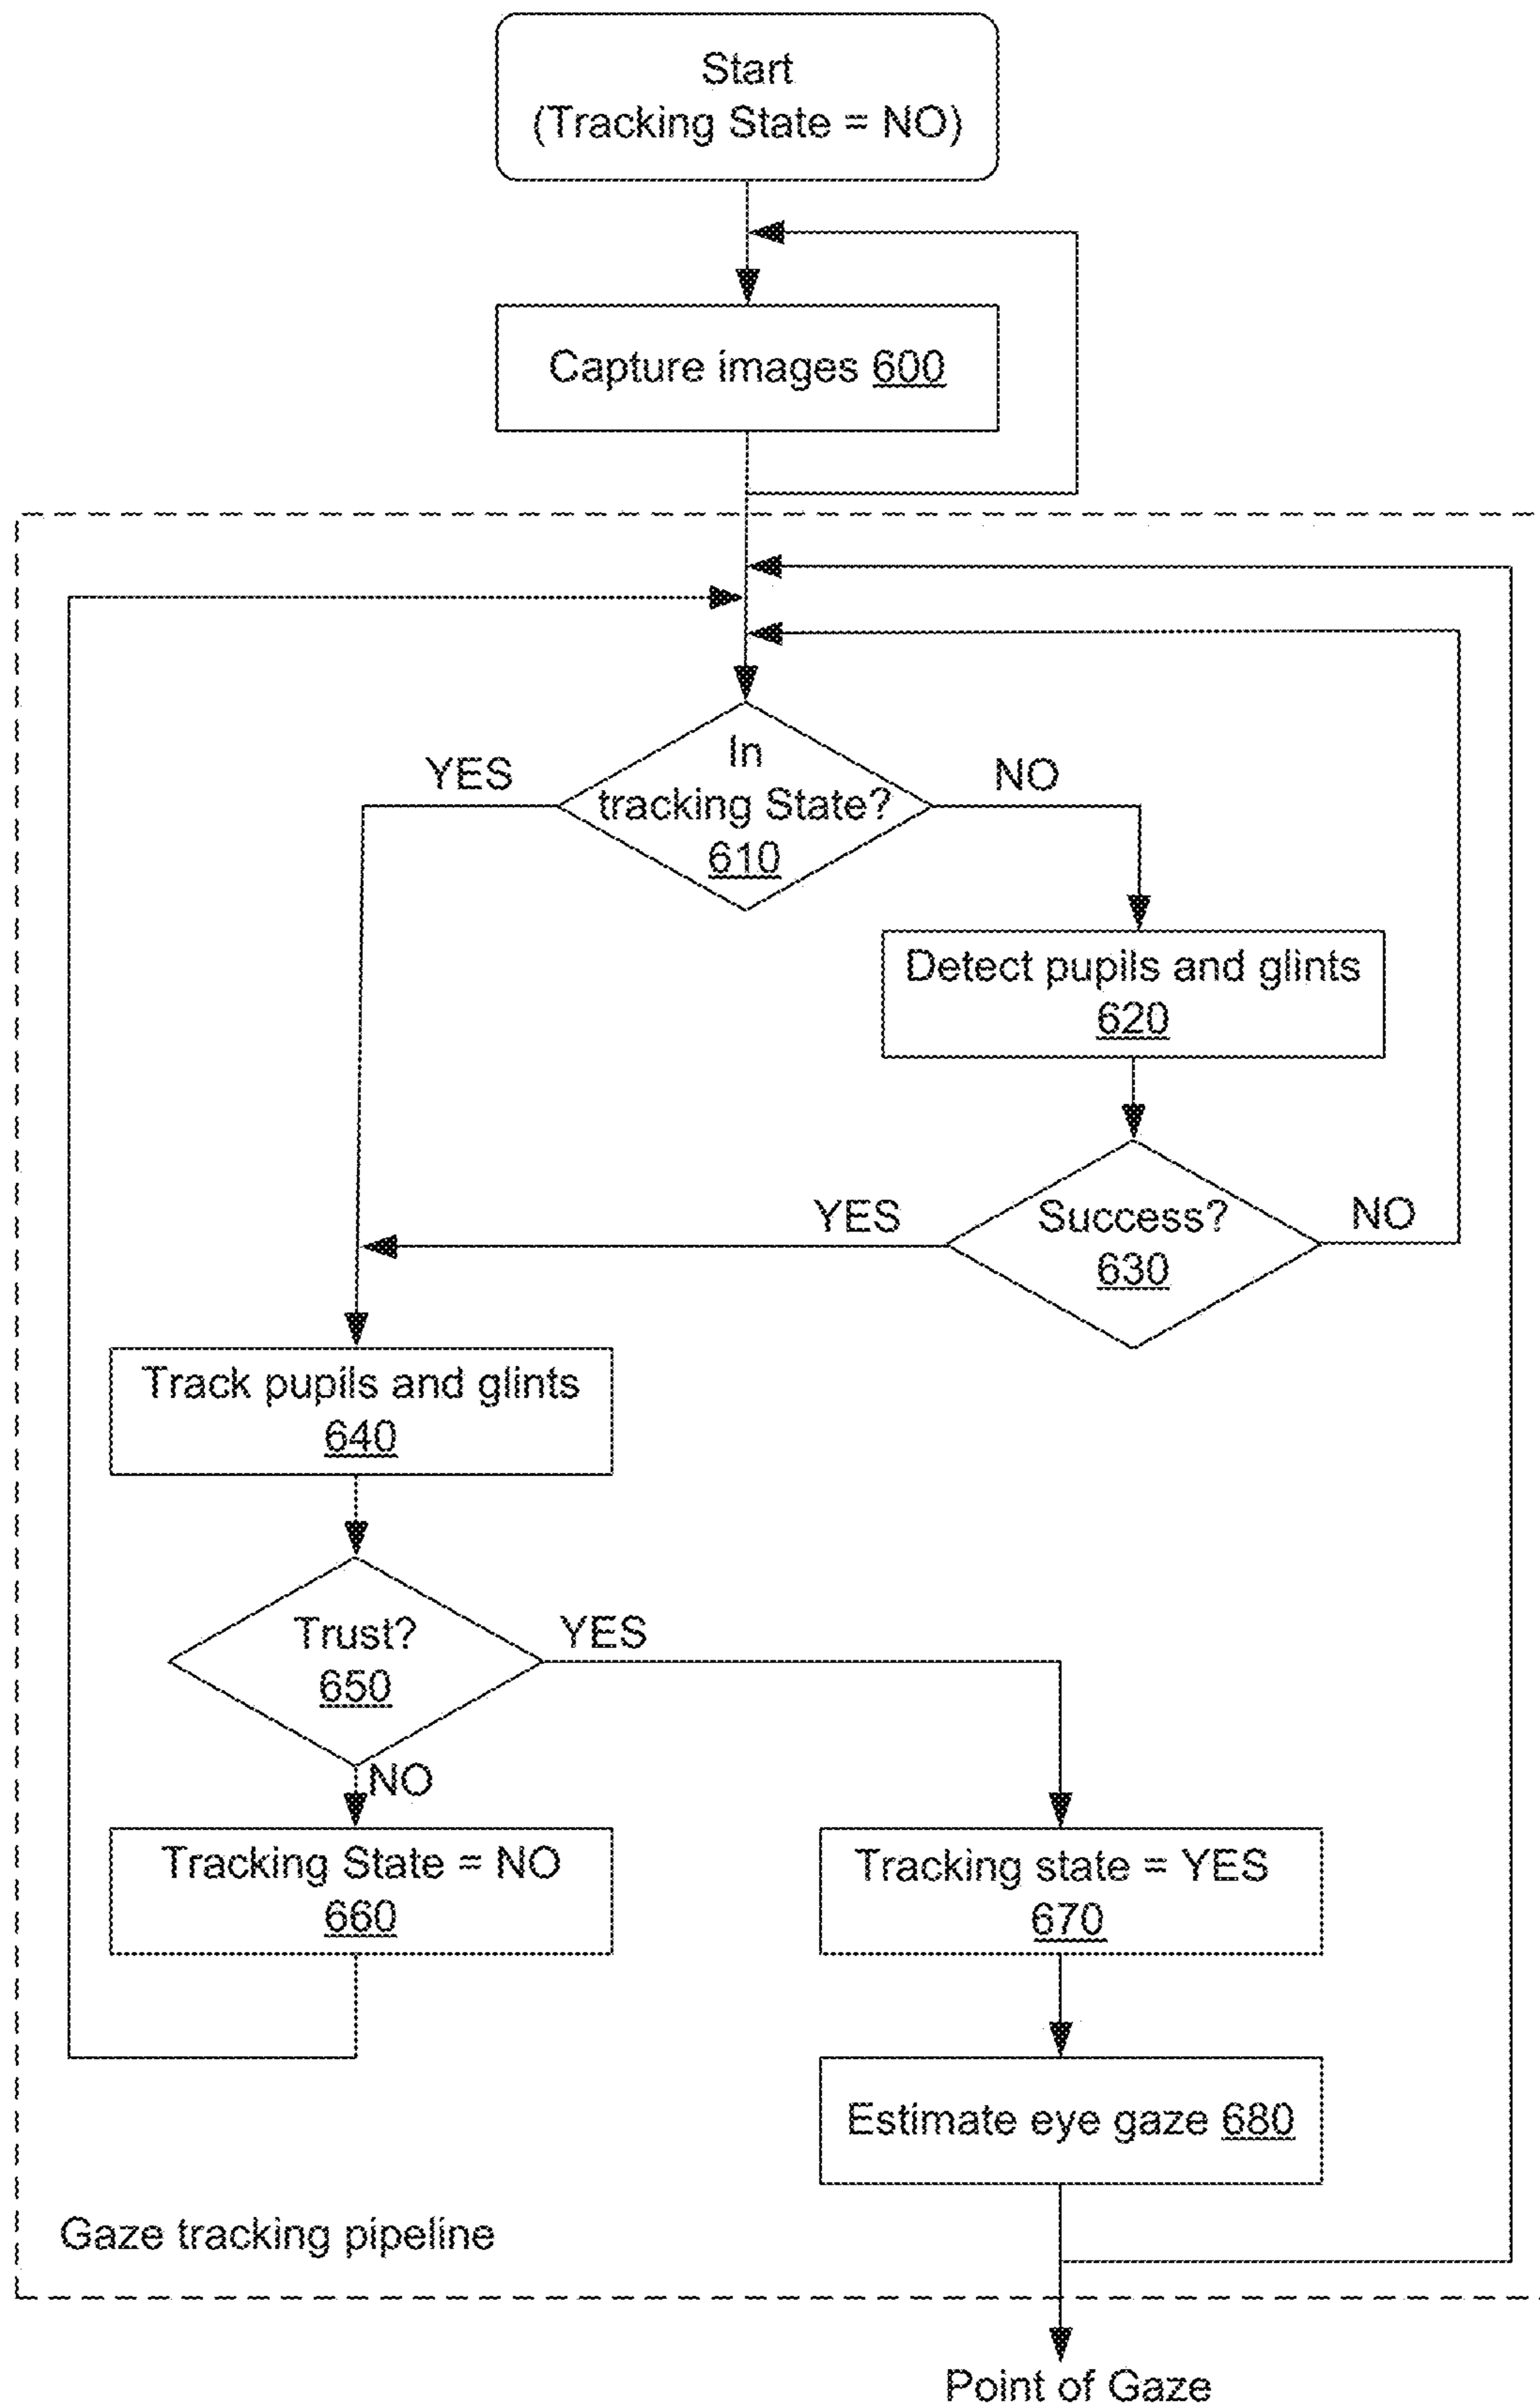 Start
(Tracking State = NO)
Capture images 600
In
tracking State?
610
YES
NO
Detect pupils and glints
620
Success?
630
YES
NO
Track pupils and glints
640
Trust?
650
YES
NO
Tracking State = NO
660
Tracking state = YES
670
Estimate eye gaze 680
Gaze tracking pipeline
Point of Gaze